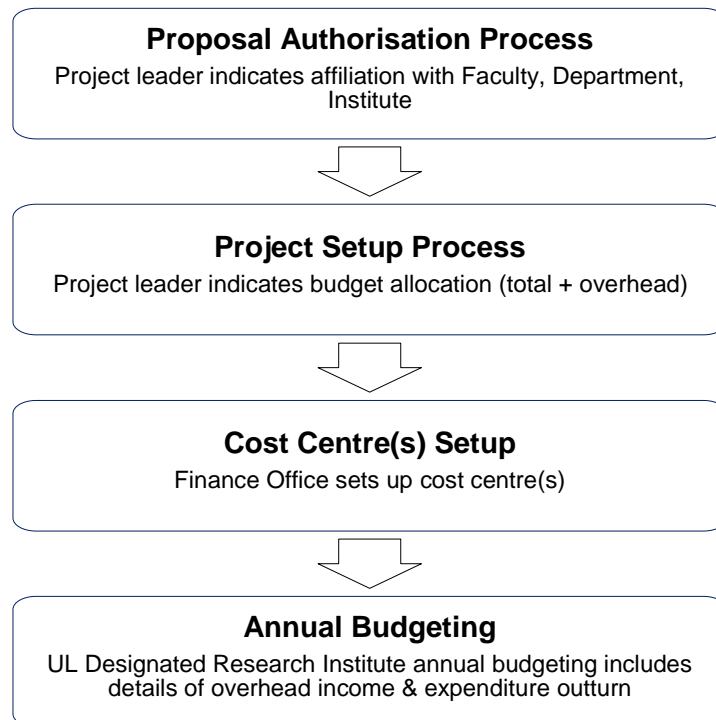 Proposal Authorisation Process
Project leader indicates affiliation with Faculty, Department,
Institute
Project Setup Process
Project leader indicates budget allocation (total + overhead)
Cost Centre(s) Setup
Finance Office sets up cost centre(s)
Annual Budgeting
UL Designated Research Institute annual budgeting includes
details of overhead income & expenditure outturn